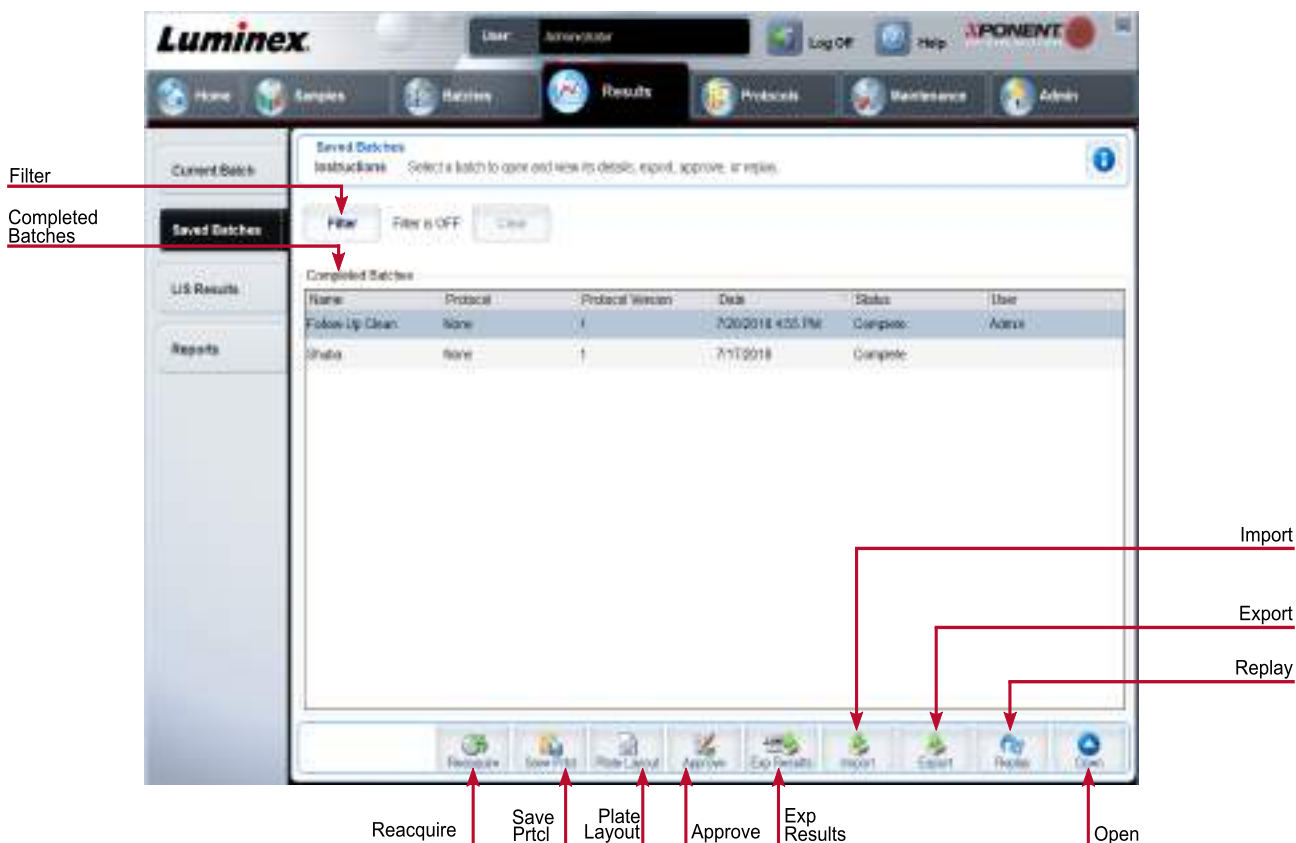 Luminex.
User: Administrator
Log Off
Help
XPONENT
Home
Samples
Batches
Results
Protocols
Maintenance
Admin
Filter
Completed
Batches
Current Batch
Saved Batches
LIS Results
Reports
Saved Batches
Instructions Select a batch to open and view its details, export, approve, or replay.
Filter Filter is OFF Clear
Completed Batches
Name Protocol Protocol Version Date Status User
Follow Up Clean None 1 7/20/2018 4:55 PM Complete Admin
None 1 7/17/2018 Complete
Import
Export
Replay
Reacquire Save Prtcl Plate Layout Approve Exp Results Import Export Replay Open
Reacquire
Save
Prtcl
Plate
Layout
Approve
Exp
Results
Open